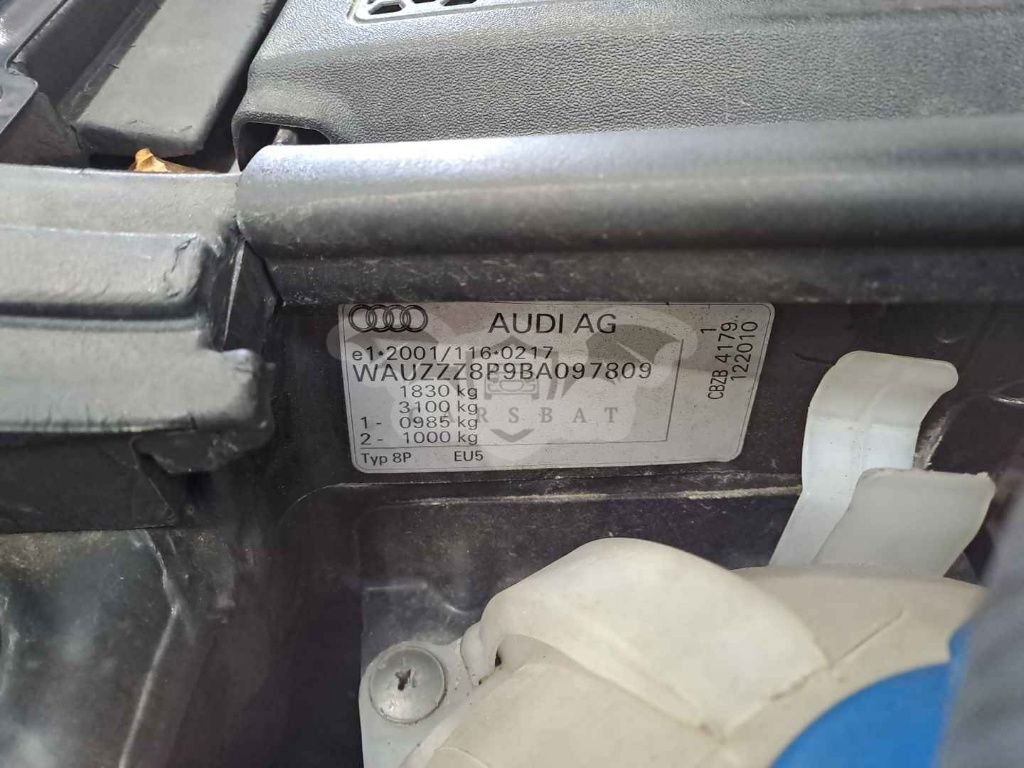 AUDI AG
e1*2001/116*0217
WAUZZZ8P9BA097809
1830 kg
3100 kg
1 - 0985 kg
2 - 1000 kg
Typ 8P EU5
CBZB 4179 1
122010
CARSBAT